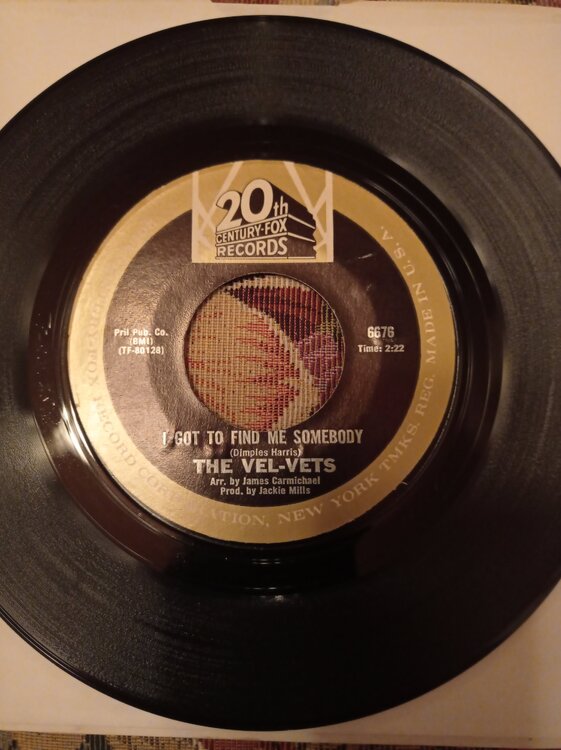 20th
CENTURY-FOX
RECORDS
Pril Pub. Co.
(BMI)
(TF-80128)
6676
Time: 2:22
I GOT TO FIND ME SOMEBODY
(Dimples Harris)
THE VEL-VETS
Arr. by James Carmichael
Prod. by Jackie Mills
RECORD CORPORATION, NEW YORK TMKS. REG. MADE IN U.S.A.